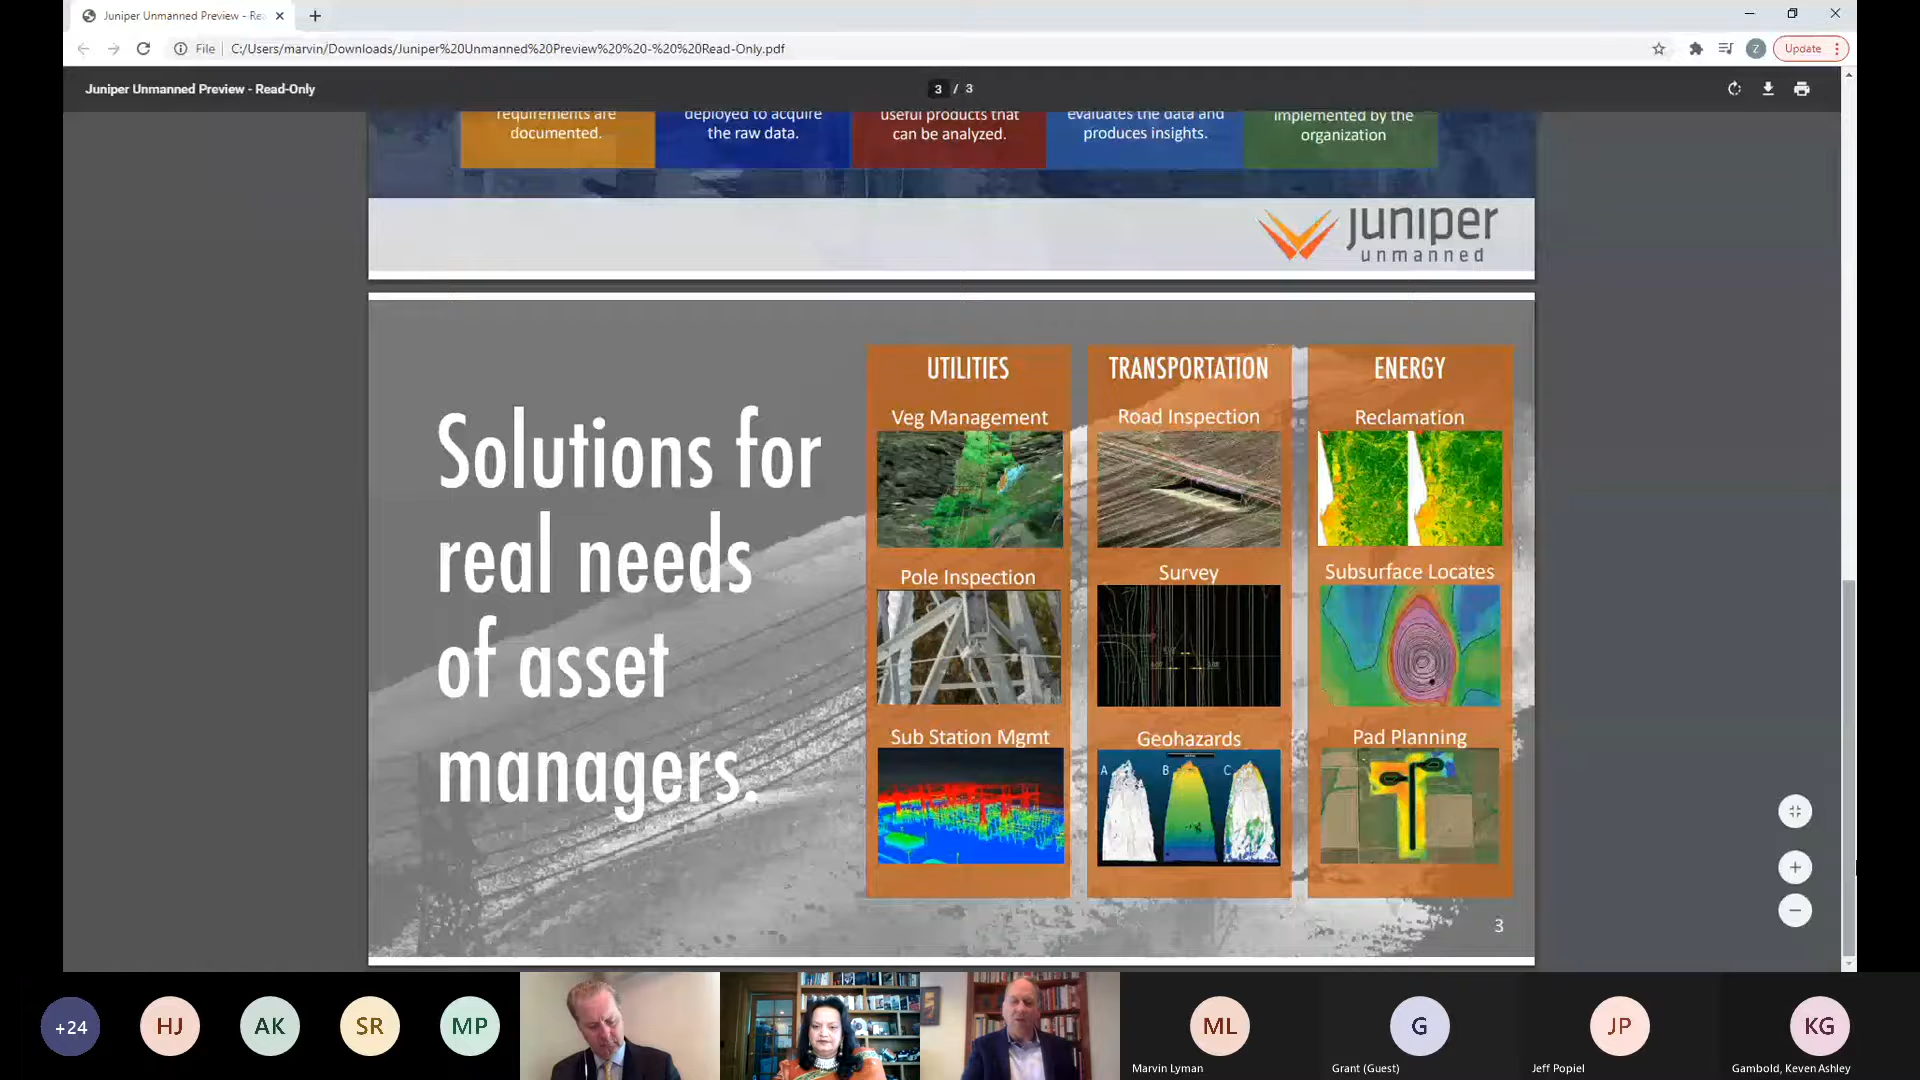 Juniper Unmanned Preview - Re
File
C:/Users/marvin/Downloads/Juniper%20Unmanned%20Preview%20%20-%20%20Read-Only.pdf
Z
Update
Juniper Unmanned Preview - Read-Only
3 / 3
requirements are
documented.
deployed to acquire
the raw data.
useful products that
can be analyzed.
evaluates the data and
produces insights.
implemented by the
organization
juniper
unmanned
Solutions for
real needs
of asset
managers.
UTILITIES
Veg Management
Pole Inspection
Sub Station Mgmt
TRANSPORTATION
Road Inspection
Survey
Geohazards
A B C
ENERGY
Reclamation
Subsurface Locates
Pad Planning
3
+24
HJ
AK
SR
MP
ML
Marvin Lyman
G
Grant (Guest)
JP
Jeff Popiel
KG
Gambold, Keven Ashley